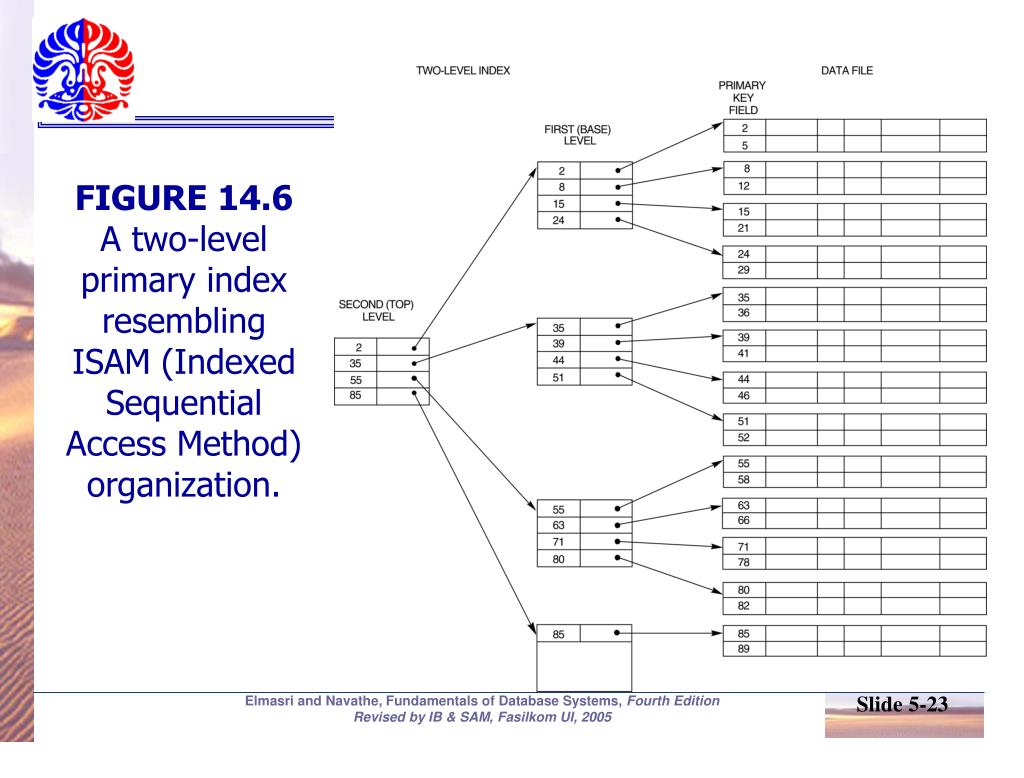 TWO-LEVEL INDEX
DATA FILE
PRIMARY
KEY
FIELD
FIRST (BASE)
LEVEL
SECOND (TOP)
LEVEL
FIGURE 14.6
A two-level
primary index
resembling
ISAM (Indexed
Sequential
Access Method)
organization.
2
35
55
85
2
8
15
24
35
39
44
51
55
63
71
80
85
2
5
8
12
15
21
24
29
35
36
39
41
44
46
51
52
55
58
63
66
71
78
80
82
85
89
Elmasri and Navathe, Fundamentals of Database Systems, Fourth Edition
Revised by IB & SAM, Fasilkom UI, 2005
Slide 5-23